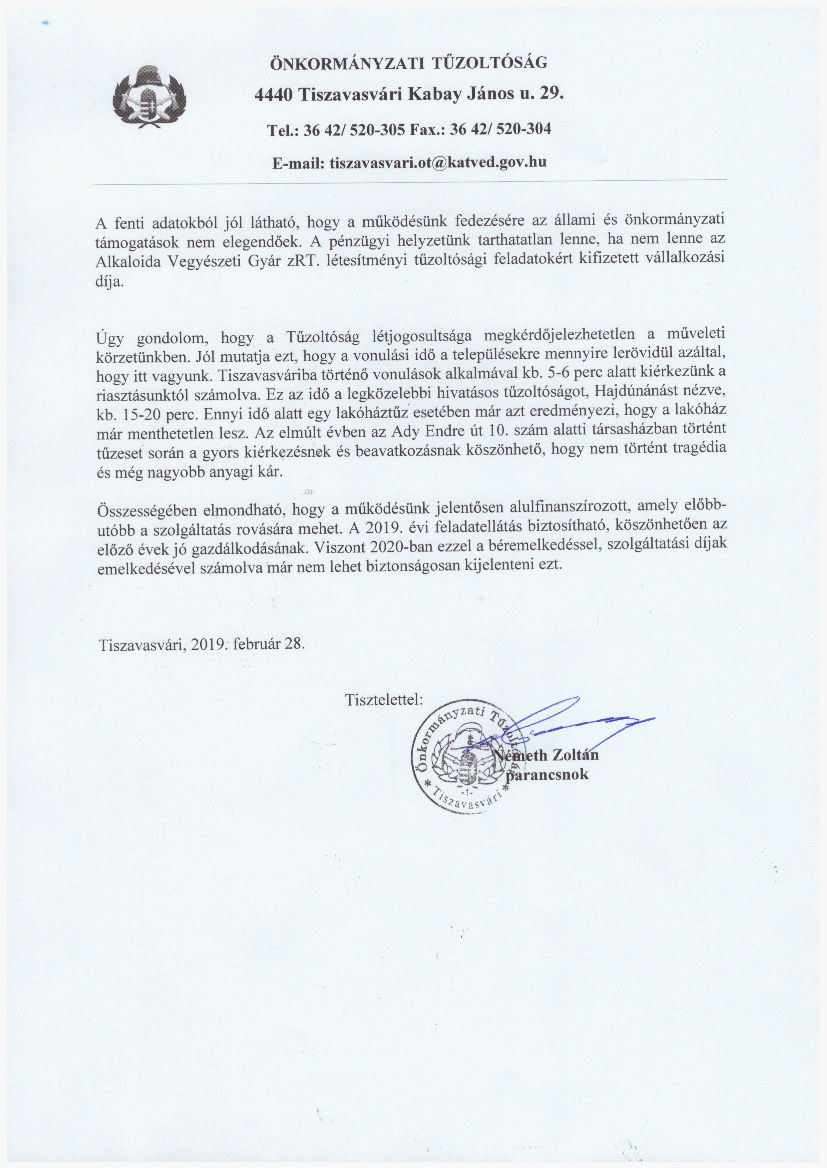 ÖNKORMÁNYZATI TŰZOLTÓSÁG
4440 Tiszavasvári Kabay János u. 29.
Tel.: 36 42/ 520-305 Fax.: 36 42/ 520-304
E-mail: tiszavasvari.ot@katved.gov.hu
A fenti adatokból jól látható, hogy a működésünk fedezésére az állami és önkormányzati
támogatások nem elegendőek. A pénzügyi helyzetünk tarthatatlan lenne, ha nem lenne az
Alkaloida Vegyészeti Gyár zRT. létesítményi tűzoltósági feladatokért kifizetett vállalkozási
díja.
Úgy gondolom, hogy a Tűzoltóság létjogosultsága megkérdőjelezhetetlen a műveleti
körzetünkben. Jól mutatja ezt, hogy a vonulási idő a településekre mennyire lerövidül azáltal,
hogy itt vagyunk. Tiszavasváriba történő vonulások alkalmával kb. 5-6 perc alatt kiérkezünk a
riasztásunktól számolva. Ez az idő a legközelebbi hivatásos tűzoltóságot, Hajdúnánást nézve,
kb. 15-20 perc. Ennyi idő alatt egy lakóháztűz esetében már azt eredményezi, hogy a lakóház
már menthetetlen lesz. Az elmúlt évben az Ady Endre út 10. szám alatti társasházban történt
tűzeset során a gyors kiérkezésnek és beavatkozásnak köszönhető, hogy nem történt tragédia
és még nagyobb anyagi kár.
Összességében elmondható, hogy a működésünk jelentősen alulfinanszírozott, amely előbb-
utóbb a szolgáltatás rovására mehet. A 2019. évi feladatellátás biztosítható, köszönhetően az
előző évek jó gazdálkodásának. Viszont 2020-ban ezzel a béremelkedéssel, szolgáltatási díjak
emelkedésével számolva már nem lehet biztonságosan kijelenteni ezt.
Tiszavasvári, 2019. február 28.
Tisztelettel:
Önkormányzati Tűzoltóság
* Tiszavasvári *
-1-
Németh Zoltán
parancsnok